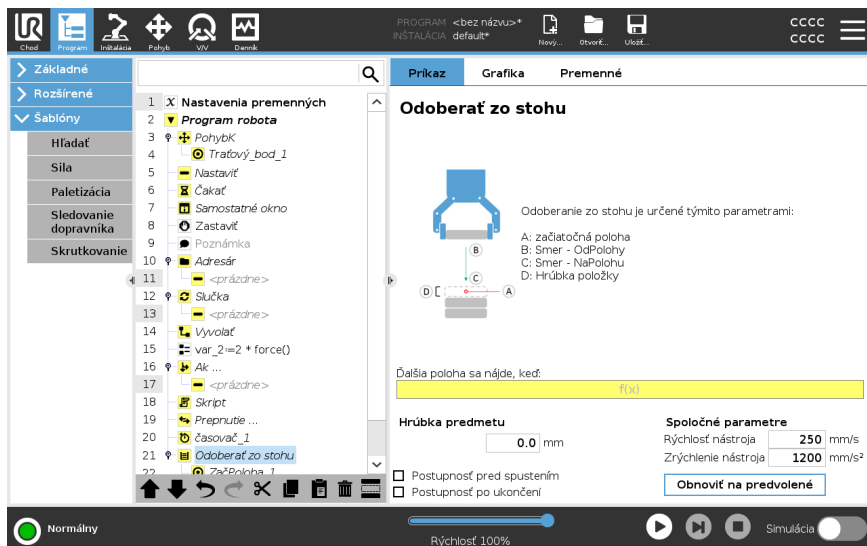 UR
Chod
Program
Inštalácia
Pohyb
V/V
Denník
PROGRAM <bez názvu>*
INŠTALÁCIA default*
Nový...
Otvoriť...
Uložiť...
CCCC
CCCC
Základné
Rozšírené
Šablóny
Hľadať
Sila
Paletizácia
Sledovanie
dopravníka
Skrutkovanie
1 X Nastavenia premenných
2 Program robota
3 PohybK
4 Traťový_bod_1
5 Nastaviť
6 Čakať
7 Samostatné okno
8 Zastaviť
9 Poznámka
10 Adresár
11 <prázdne>
12 Slučka
13 <prázdne>
14 Vyvolať
15 var_2:=2 * force()
16 Ak ...
17 <prázdne>
18 Skript
19 Prepnutie ...
20 časovač_1
21 Odoberať zo stohu
22 ZačPoloha_1
Príkaz
Grafika
Premenné
Odoberať zo stohu
B
C
D
A
Odoberanie zo stohu je určené týmito parametrami:
A: začiatočná poloha
B: Smer - OdPolohy
C: Smer - NaPolohu
D: Hrúbka položky
Ďalšia poloha sa nájde, keď:
f(x)
Hrúbka predmetu
0.0 mm
Postupnosť pred spustením
Postupnosť po ukončení
Spoločné parametre
Rýchlosť nástroja 250 mm/s
Zrýchlenie nástroja 1200 mm/s²
Obnoviť na predvolené
Normálny
Rýchlosť 100%
Simulácia